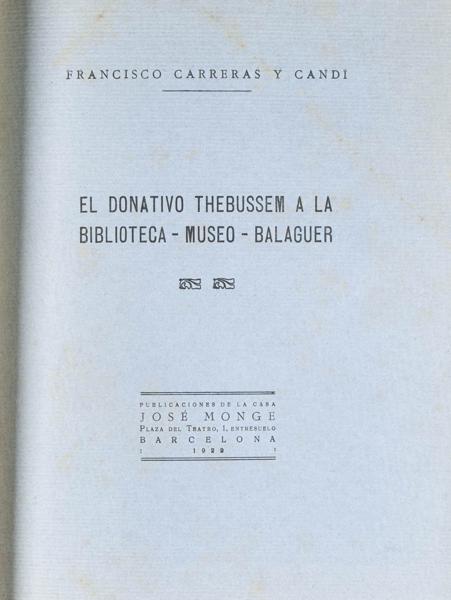 FRANCISCO CARRERAS Y CANDI
EL DONATIVO THEBUSSEM A LA
BIBLIOTECA - MUSEO - BALAGUER
PUBLICACIONES DE LA CASA
JOSÉ MONGE
PLAZA DEL TEATRO, 1, ENTRESUELO
BARCELONA
: 1922 :